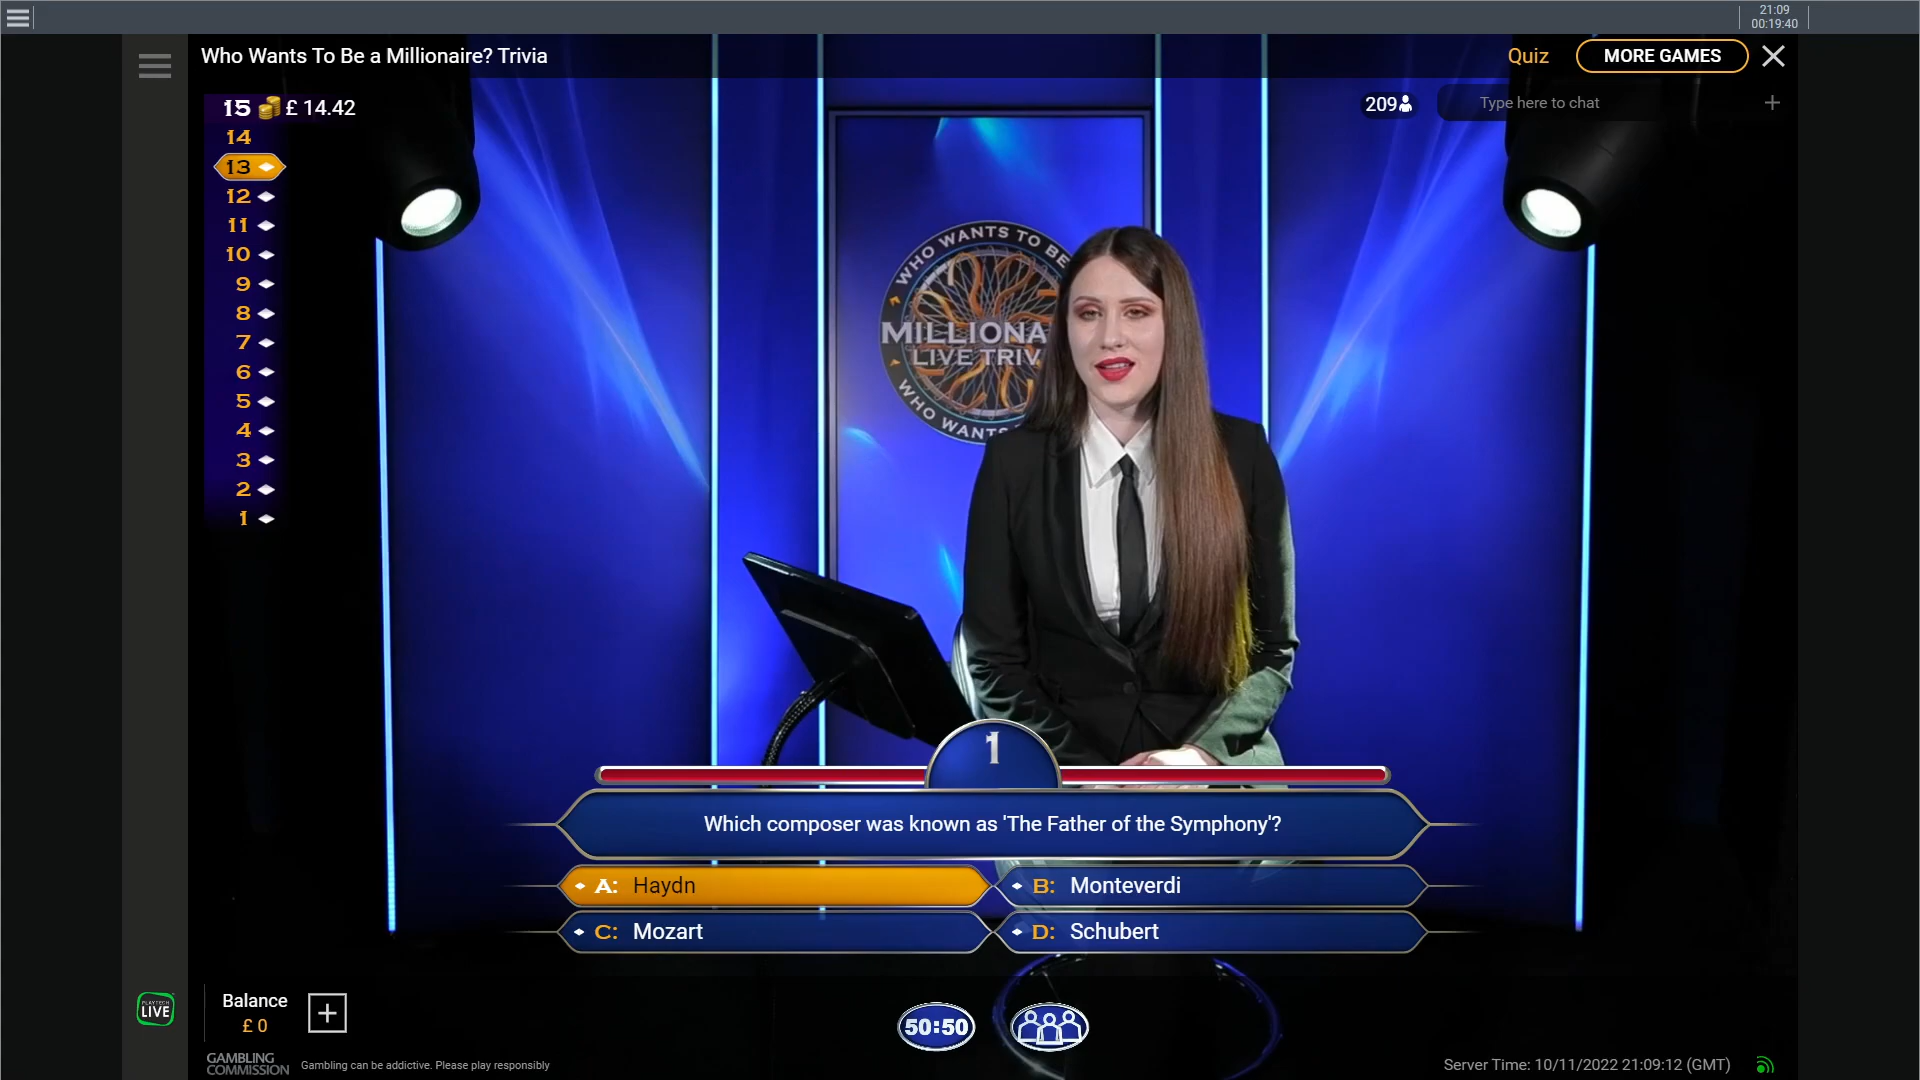 21:09
00:19:40
Who Wants To Be a Millionaire? Trivia
Quiz
MORE GAMES
15 £ 14.42
209
Type here to chat
14
13
12
11
10
9
8
7
6
5
4
3
2
1
WHO WANTS TO BE
MILLIONA
LIVE TRIV
WHO WANTS
1
Which composer was known as 'The Father of the Symphony'?
A: Haydn
B: Monteverdi
C: Mozart
D: Schubert
PLAYTECH
LIVE
Balance
£ 0
50:50
GAMBLING
COMMISSION
Gambling can be addictive. Please play responsibly
Server Time: 10/11/2022 21:09:12 (GMT)